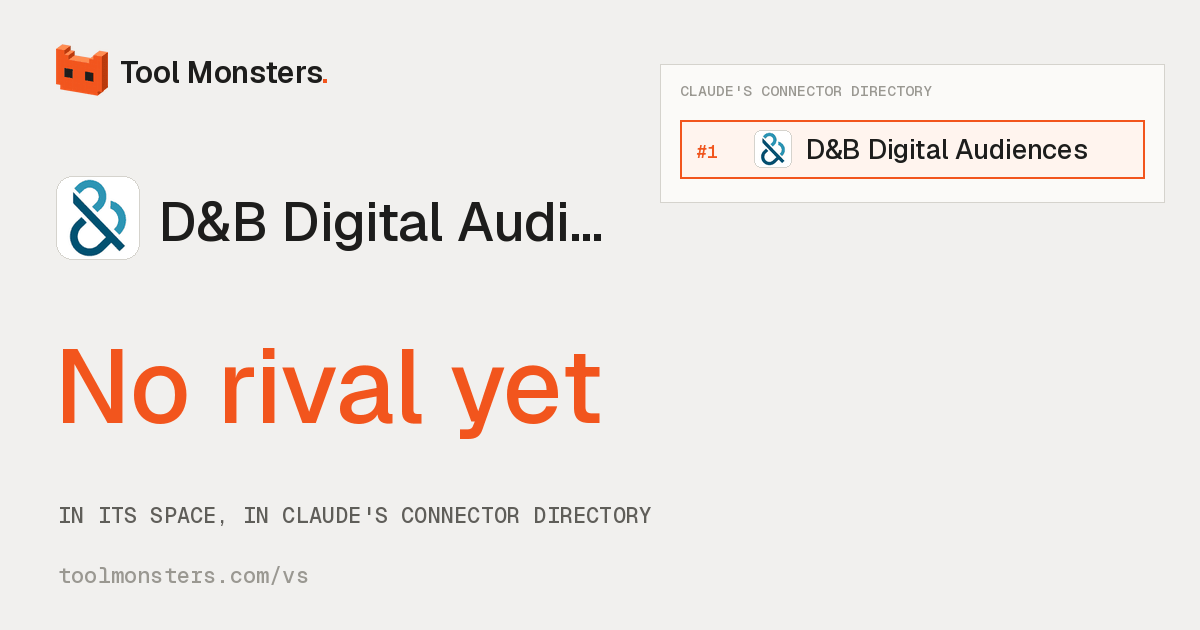 Tool Monsters.
CLAUDE'S CONNECTOR DIRECTORY
#1 D&B Digital Audiences
D&B Digital Audi...
No rival yet
IN ITS SPACE, IN CLAUDE'S CONNECTOR DIRECTORY
toolmonsters.com/vs